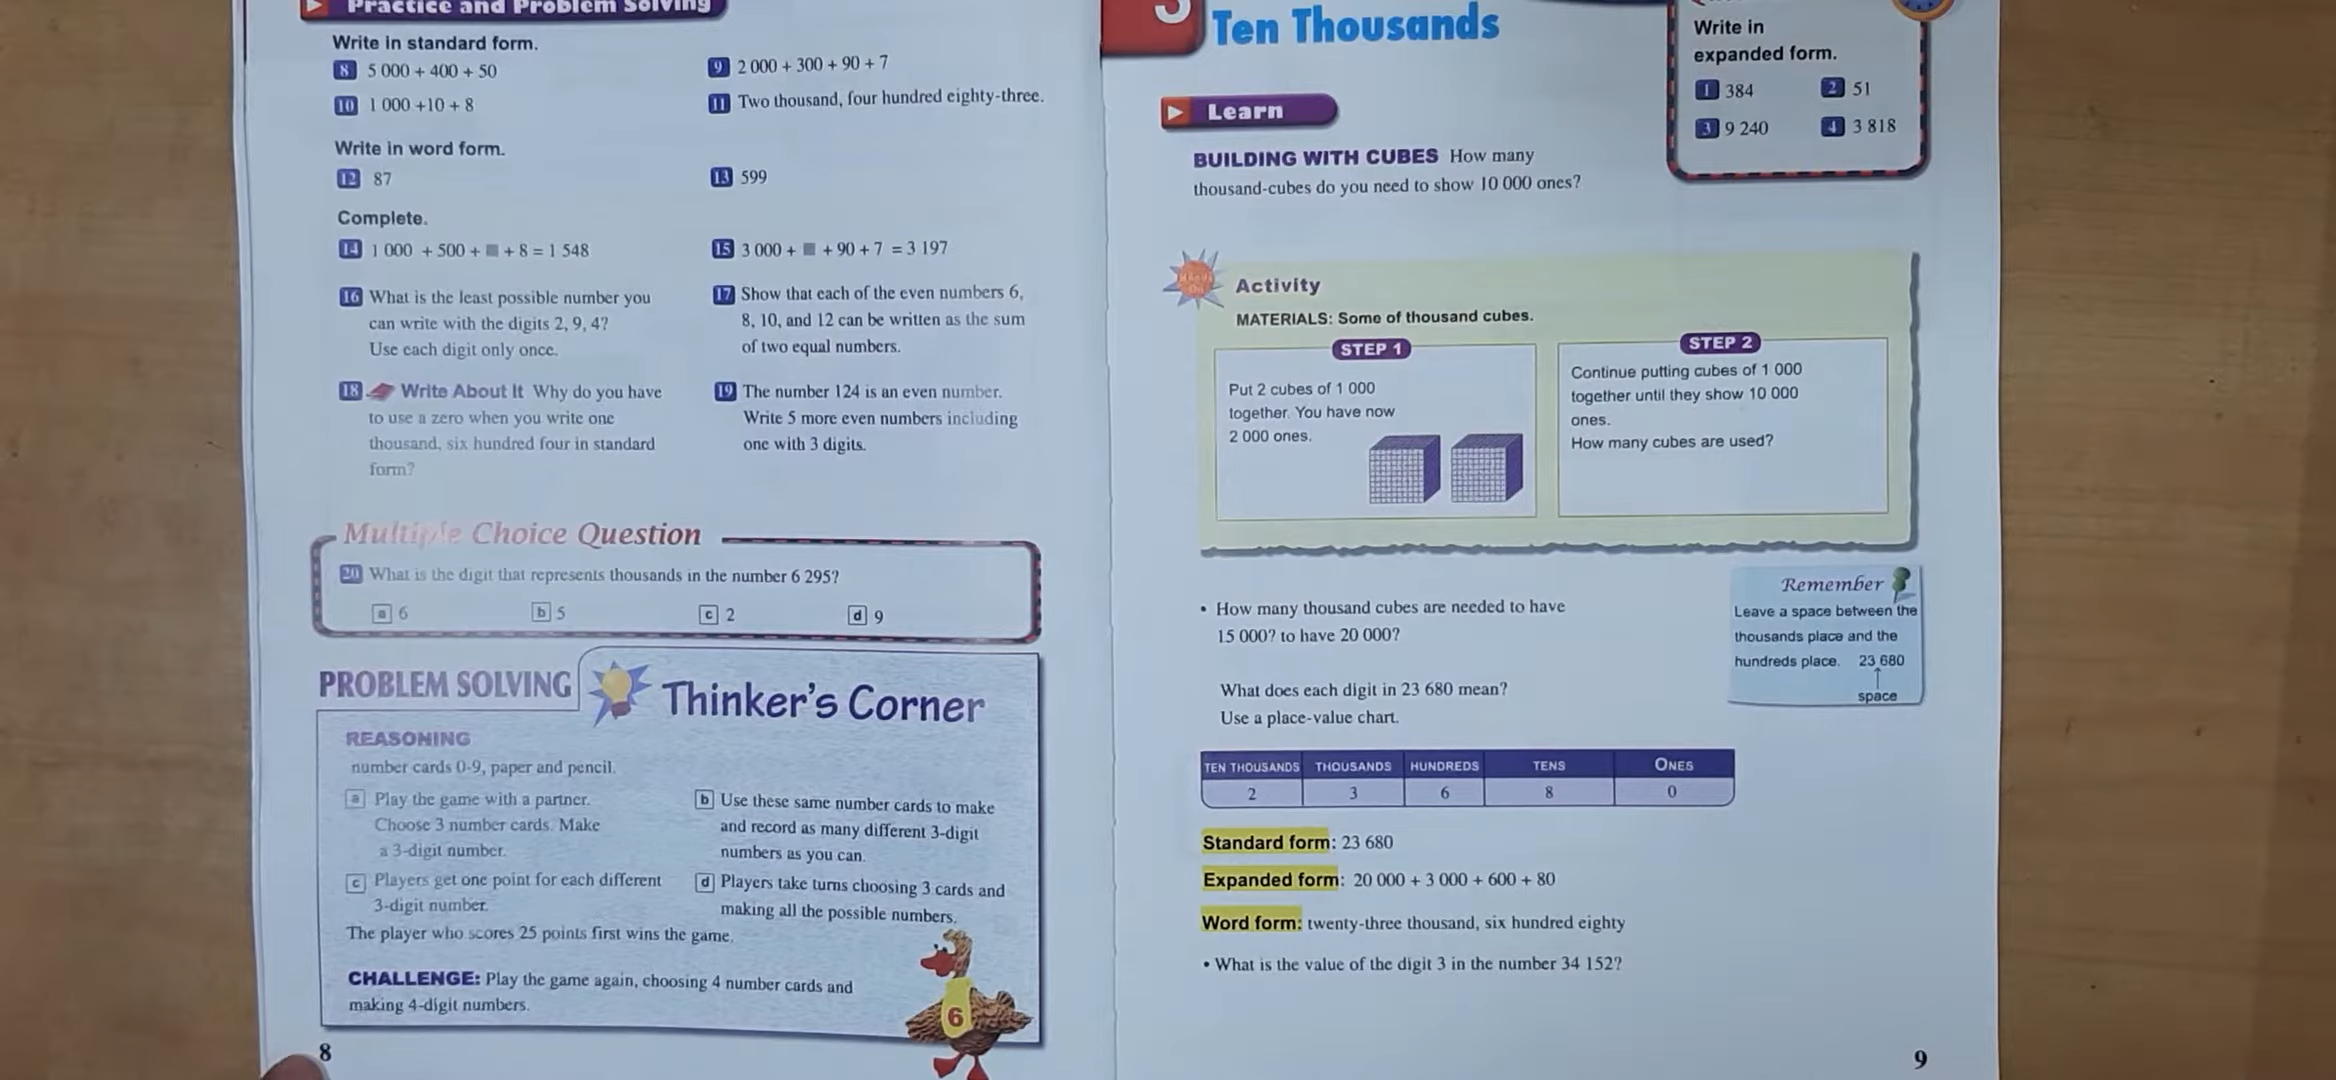 Practice and Problem Solving
Write in standard form.
8 5 000 + 400 + 50
9 2 000 + 300 + 90 + 7
10 1 000 +10 + 8
11 Two thousand, four hundred eighty-three.
Write in word form.
12 87
13 599
Complete.
14 1 000 + 500 + ■ + 8 = 1 548
15 3 000 + ■ + 90 + 7 = 3 197
16 What is the least possible number you
can write with the digits 2, 9, 4?
Use each digit only once.
17 Show that each of the even numbers 6,
8, 10, and 12 can be written as the sum
of two equal numbers.
18 Write About It Why do you have
to use a zero when you write one
thousand, six hundred four in standard
form?
19 The number 124 is an even number.
Write 5 more even numbers including
one with 3 digits.
Multiple Choice Question
20 What is the digit that represents thousands in the number 6 295?
a 6 b 5 c 2 d 9
PROBLEM SOLVING
Thinker's Corner
REASONING
number cards 0-9, paper and pencil.
a Play the game with a partner.
Choose 3 number cards. Make
a 3-digit number.
b Use these same number cards to make
and record as many different 3-digit
numbers as you can.
c Players get one point for each different
3-digit number.
d Players take turns choosing 3 cards and
making all the possible numbers.
The player who scores 25 points first wins the game.
CHALLENGE: Play the game again, choosing 4 number cards and
making 4-digit numbers.
6
8
Ten Thousands
Write in
expanded form.
1 384 2 51
3 9 240 4 3 818
Learn
BUILDING WITH CUBES How many
thousand-cubes do you need to show 10 000 ones?
Hands On
Activity
MATERIALS: Some of thousand cubes.
STEP 1
Put 2 cubes of 1 000
together. You have now
2 000 ones.
STEP 2
Continue putting cubes of 1 000
together until they show 10 000
ones.
How many cubes are used?
• How many thousand cubes are needed to have
15 000? to have 20 000?
Remember
Leave a space between the
thousands place and the
hundreds place. 23 680
space
What does each digit in 23 680 mean?
Use a place-value chart.
TEN THOUSANDS THOUSANDS HUNDREDS TENS ONES
2 3 6 8 0
Standard form: 23 680
Expanded form: 20 000 + 3 000 + 600 + 80
Word form: twenty-three thousand, six hundred eighty
• What is the value of the digit 3 in the number 34 152?
9